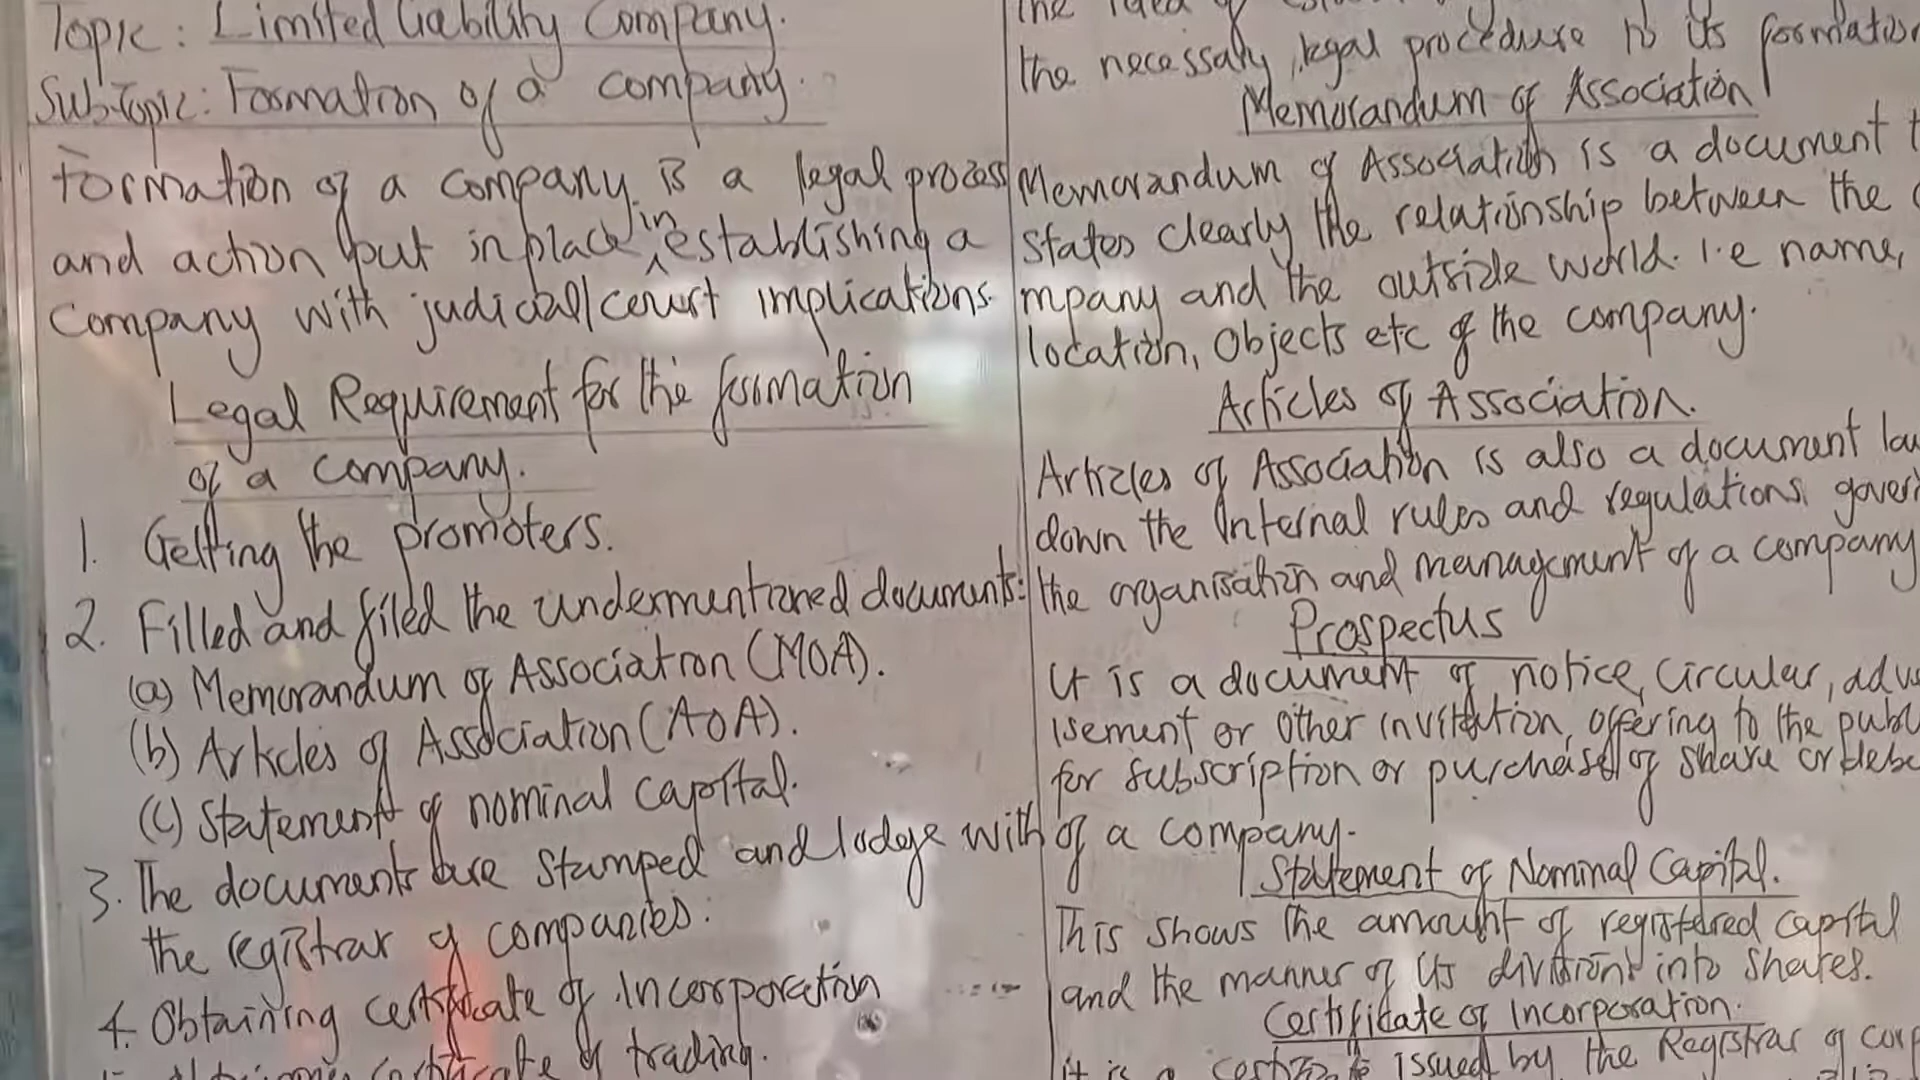 Topic: Limited liability Company.
Sub-Topic: Formation of a company.
Formation of a company is a legal process
and action put in place in establishing a
Company with judicial/court implications.
Legal Requirement for the formation
of a company.
1. Getting the promoters.
2. Filled and filed the undermentioned documents:
(a) Memorandum of Association (MOA).
(b) Articles of Association (AOA).
(c) Statement of nominal capital.
3. The documents are stamped and lodge with
the registrar of companies.
4. Obtaining certificate of incorporation
certificate of trading.
the necessary legal procedure to its formation
Memorandum of Association
Memorandum of Association is a document
states clearly the relationship between the
mpany and the outside world. i.e name,
location, Objects etc of the company.
Articles of Association.
Articles of Association is also a document
down the internal rules and regulations
the organisation and management of a company
Prospectus
It is a document of notice, circular,
isement or other invitation, offering to the
for subscription or purchase of share or
of a company.
Statement of Nominal Capital.
This shows the amount of registered capital
and the manner of its divisions into shares.
Certificate of Incorporation.
it is a issued by the Registrar of